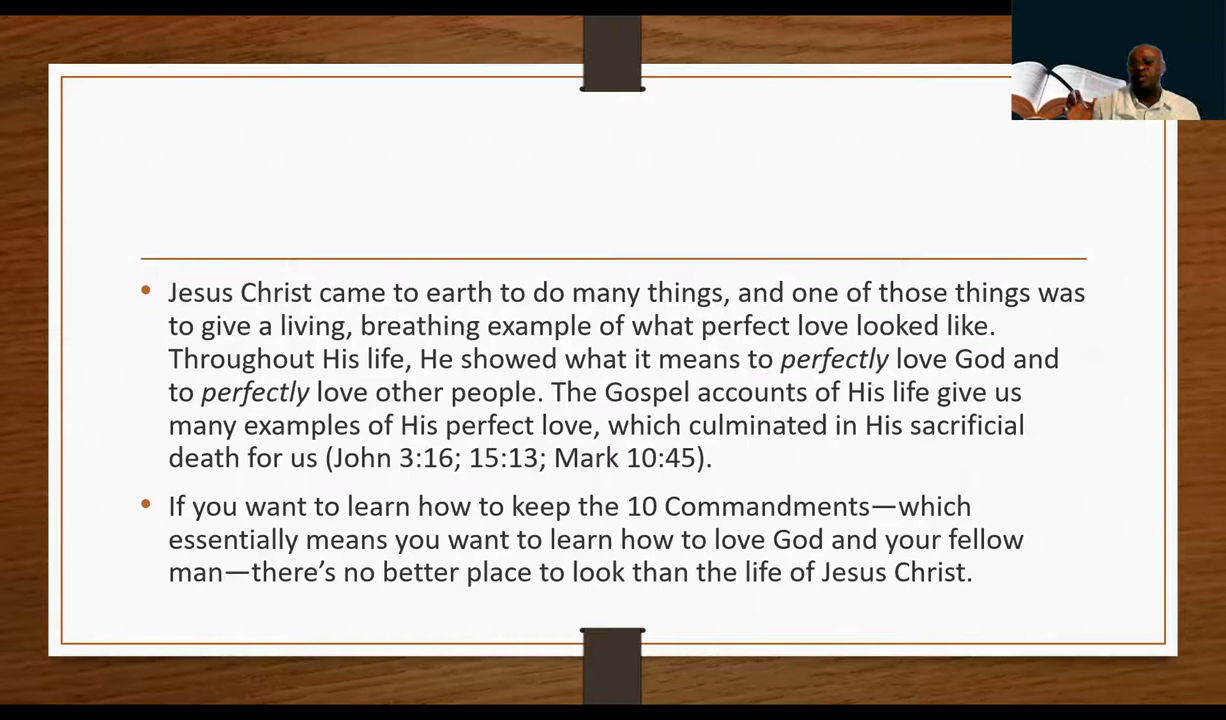 Jesus Christ came to earth to do many things, and one of those things was
to give a living, breathing example of what perfect love looked like.
Throughout His life, He showed what it means to perfectly love God and
to perfectly love other people. The Gospel accounts of His life give us
many examples of His perfect love, which culminated in His sacrificial
death for us (John 3:16; 15:13; Mark 10:45).
If you want to learn how to keep the 10 Commandments—which
essentially means you want to learn how to love God and your fellow
man—there’s no better place to look than the life of Jesus Christ.